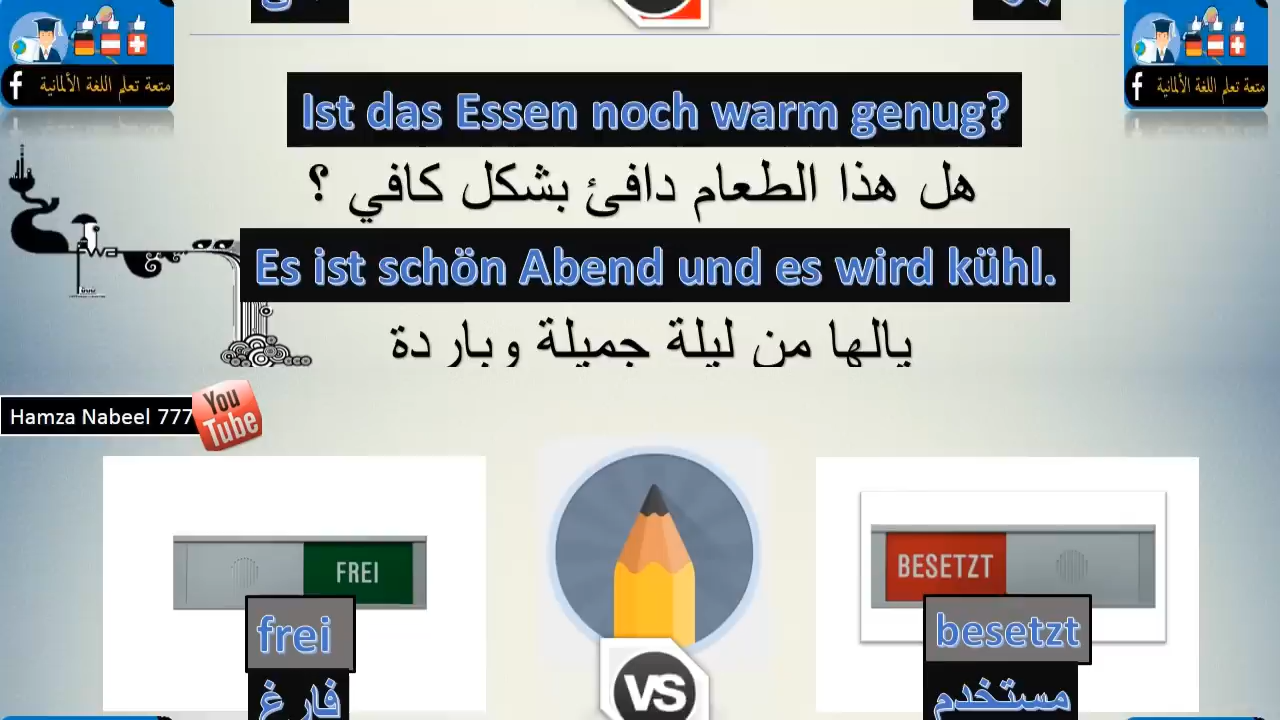 متعة تعلم اللغة الألمانية
متعة تعلم اللغة الألمانية
Ist das Essen noch warm genug?
هل هذا الطعام دافئ بشكل كافي ؟
Es ist schön Abend und es wird kühl.
يالها من ليلة جميلة وباردة
Hamza Nabeel 777
You Tube
FREI
BESETZT
frei
besetzt
فارغ
VS
مستخدم